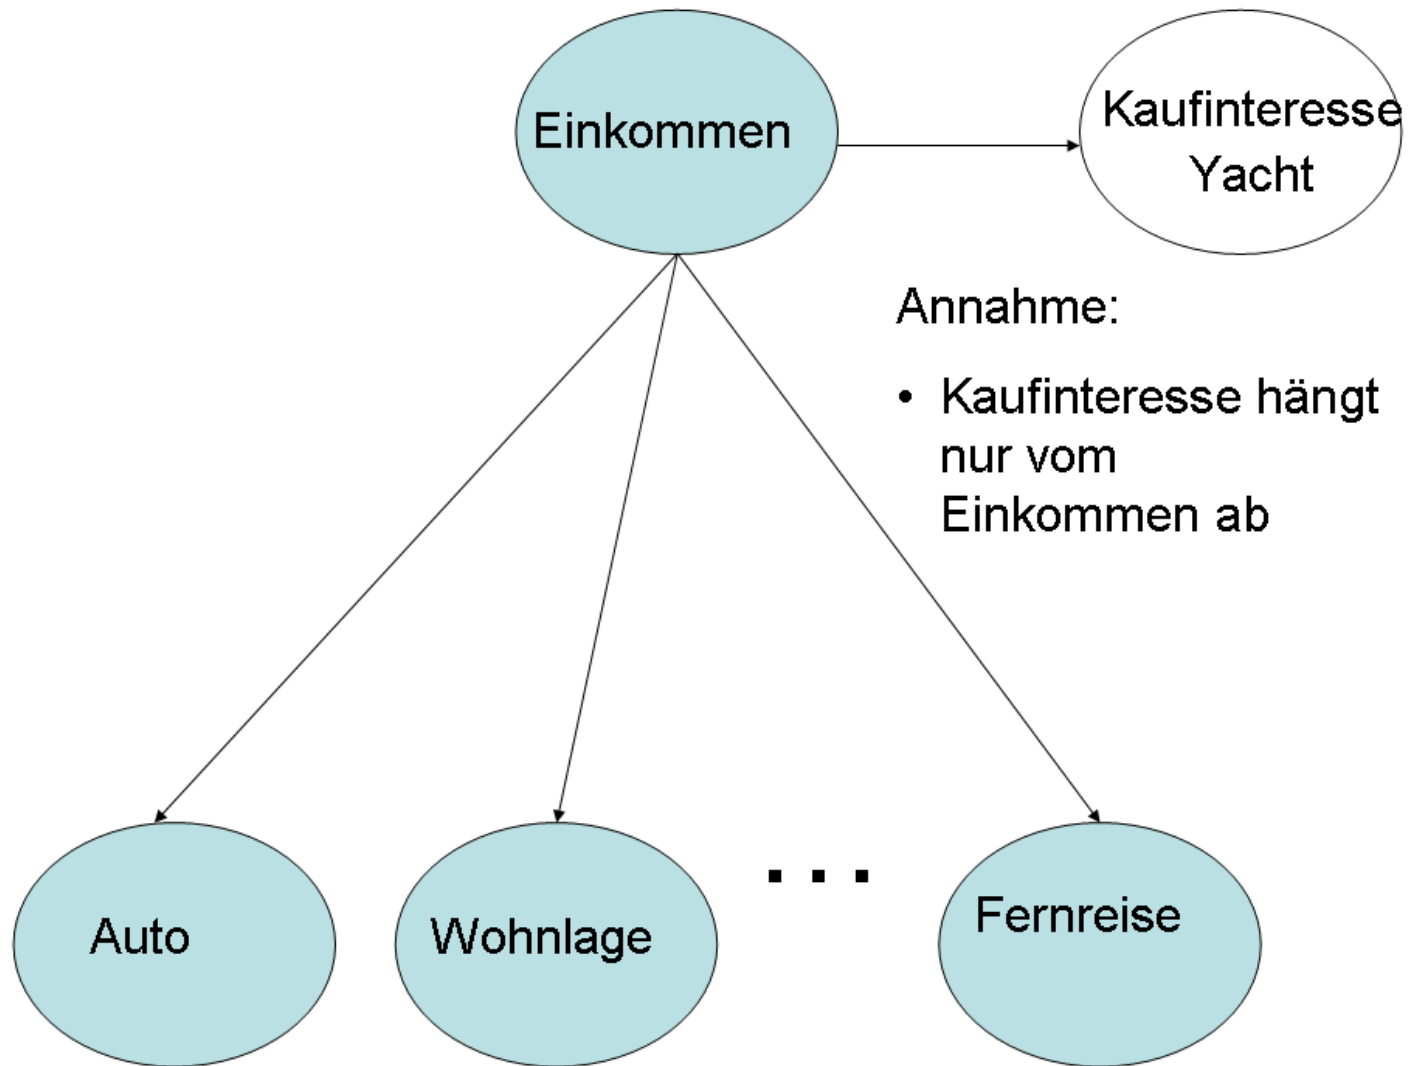 Einkommen
Kaufinteresse
Yacht
Annahme:
• Kaufinteresse hängt
nur vom
Einkommen ab
Auto
Wohnlage
. . .
Fernreise